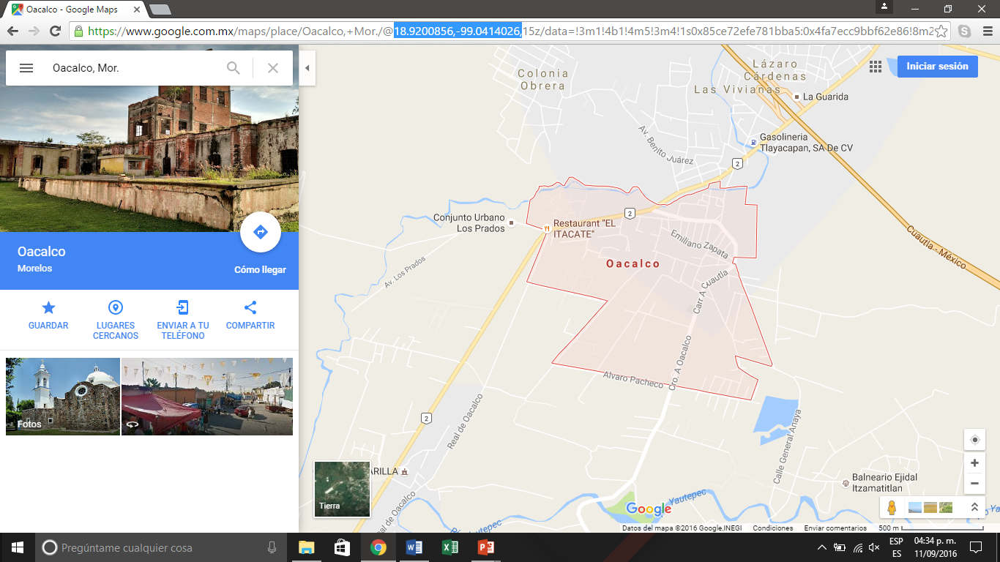 Oacalco - Google Maps
https://www.google.com.mx/maps/place/Oacalco,+Mor./@18.9200856,-99.0414026,15z/data=!3m1!4b1!4m5!3m4!1s0x85ce72efe781bba5:0x4fa7ecc9bbf62e86!8m2
Oacalco, Mor.
Oacalco
Morelos
Cómo llegar
GUARDAR
LUGARES
CERCANOS
ENVIAR A TU
TELÉFONO
COMPARTIR
Fotos
Iniciar sesión
Colonia
Obrera
Lázaro
Cárdenas
Las Vivianas
La Guarida
Av. Benito Juárez
Gasolineria
Tlayacapan, SA De CV
2
Conjunto Urbano
Los Prados
2
Restaurant "EL
ITACATE"
Emiliano Zapata
Cuautla - México
Oacalco
Av. Los Prados
Carr A Cuautla
Cro. A Oacalco
Alvaro Pacheco
2
Real de Oacalco
Calle General Anaya
ARILLA
Real de Oacalco
Balneario Ejidal
Itzamatitlan
Yautepec
Tierra
Google
Datos del mapa ©2016 Google,INEGI
Condiciones
Enviar comentarios
500 m
Pregúntame cualquier cosa
ESP
ES
04:34 p. m.
11/09/2016